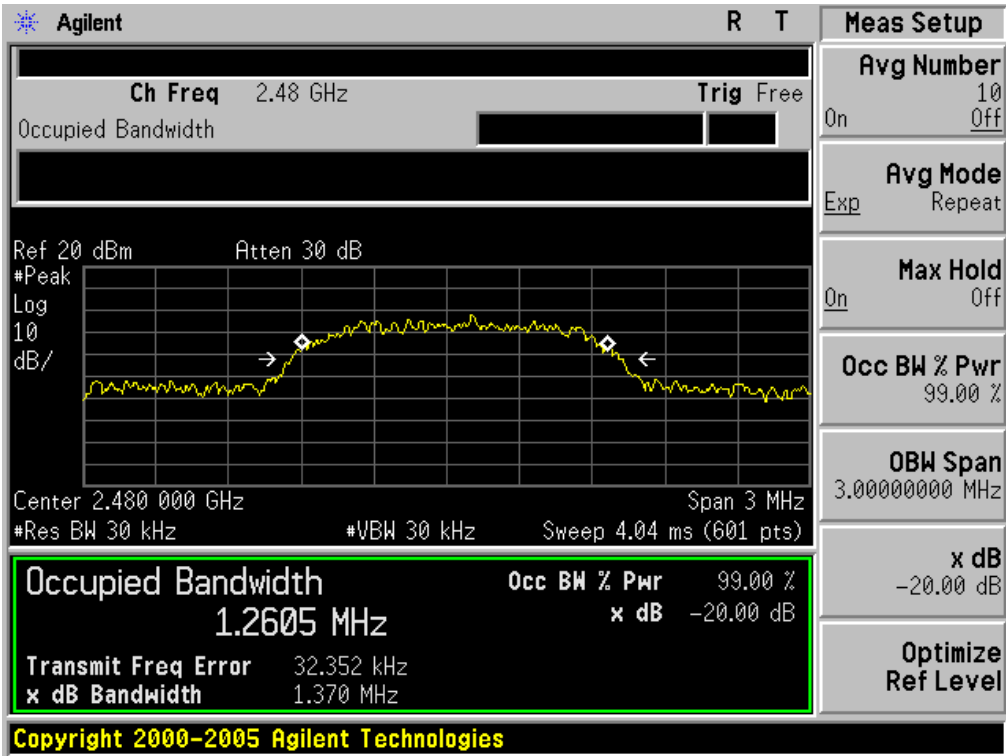 Agilent R T
Ch Freq 2.48 GHz Trig Free
Occupied Bandwidth
Ref 20 dBm Atten 30 dB
#Peak
Log
10
dB/
Center 2.480 000 GHz Span 3 MHz
#Res BW 30 kHz #VBW 30 kHz Sweep 4.04 ms (601 pts)
Occupied Bandwidth Occ BW % Pwr 99.00 %
1.2605 MHz x dB -20.00 dB
Transmit Freq Error 32.352 kHz
x dB Bandwidth 1.370 MHz
Copyright 2000-2005 Agilent Technologies
Meas Setup
Avg Number
10
On Off
Avg Mode
Exp Repeat
Max Hold
On Off
Occ BW % Pwr
99.00 %
OBW Span
3.00000000 MHz
x dB
-20.00 dB
Optimize
Ref Level